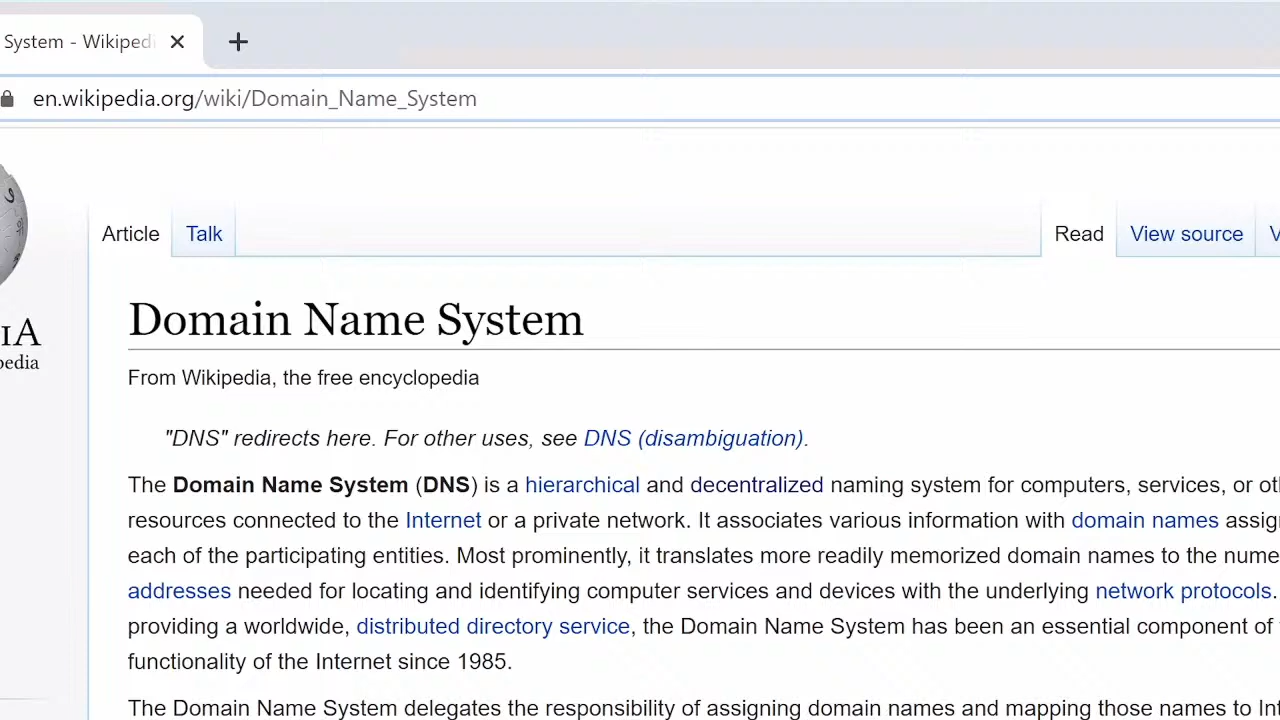 System - Wikipedi
en.wikipedia.org/wiki/Domain_Name_System
Article Talk Read View source
Domain Name System
From Wikipedia, the free encyclopedia
"DNS" redirects here. For other uses, see DNS (disambiguation).
The Domain Name System (DNS) is a hierarchical and decentralized naming system for computers, services, or
resources connected to the Internet or a private network. It associates various information with domain names
each of the participating entities. Most prominently, it translates more readily memorized domain names to the
addresses needed for locating and identifying computer services and devices with the underlying network protocols.
providing a worldwide, distributed directory service, the Domain Name System has been an essential component of
functionality of the Internet since 1985.
The Domain Name System delegates the responsibility of assigning domain names and mapping those names to